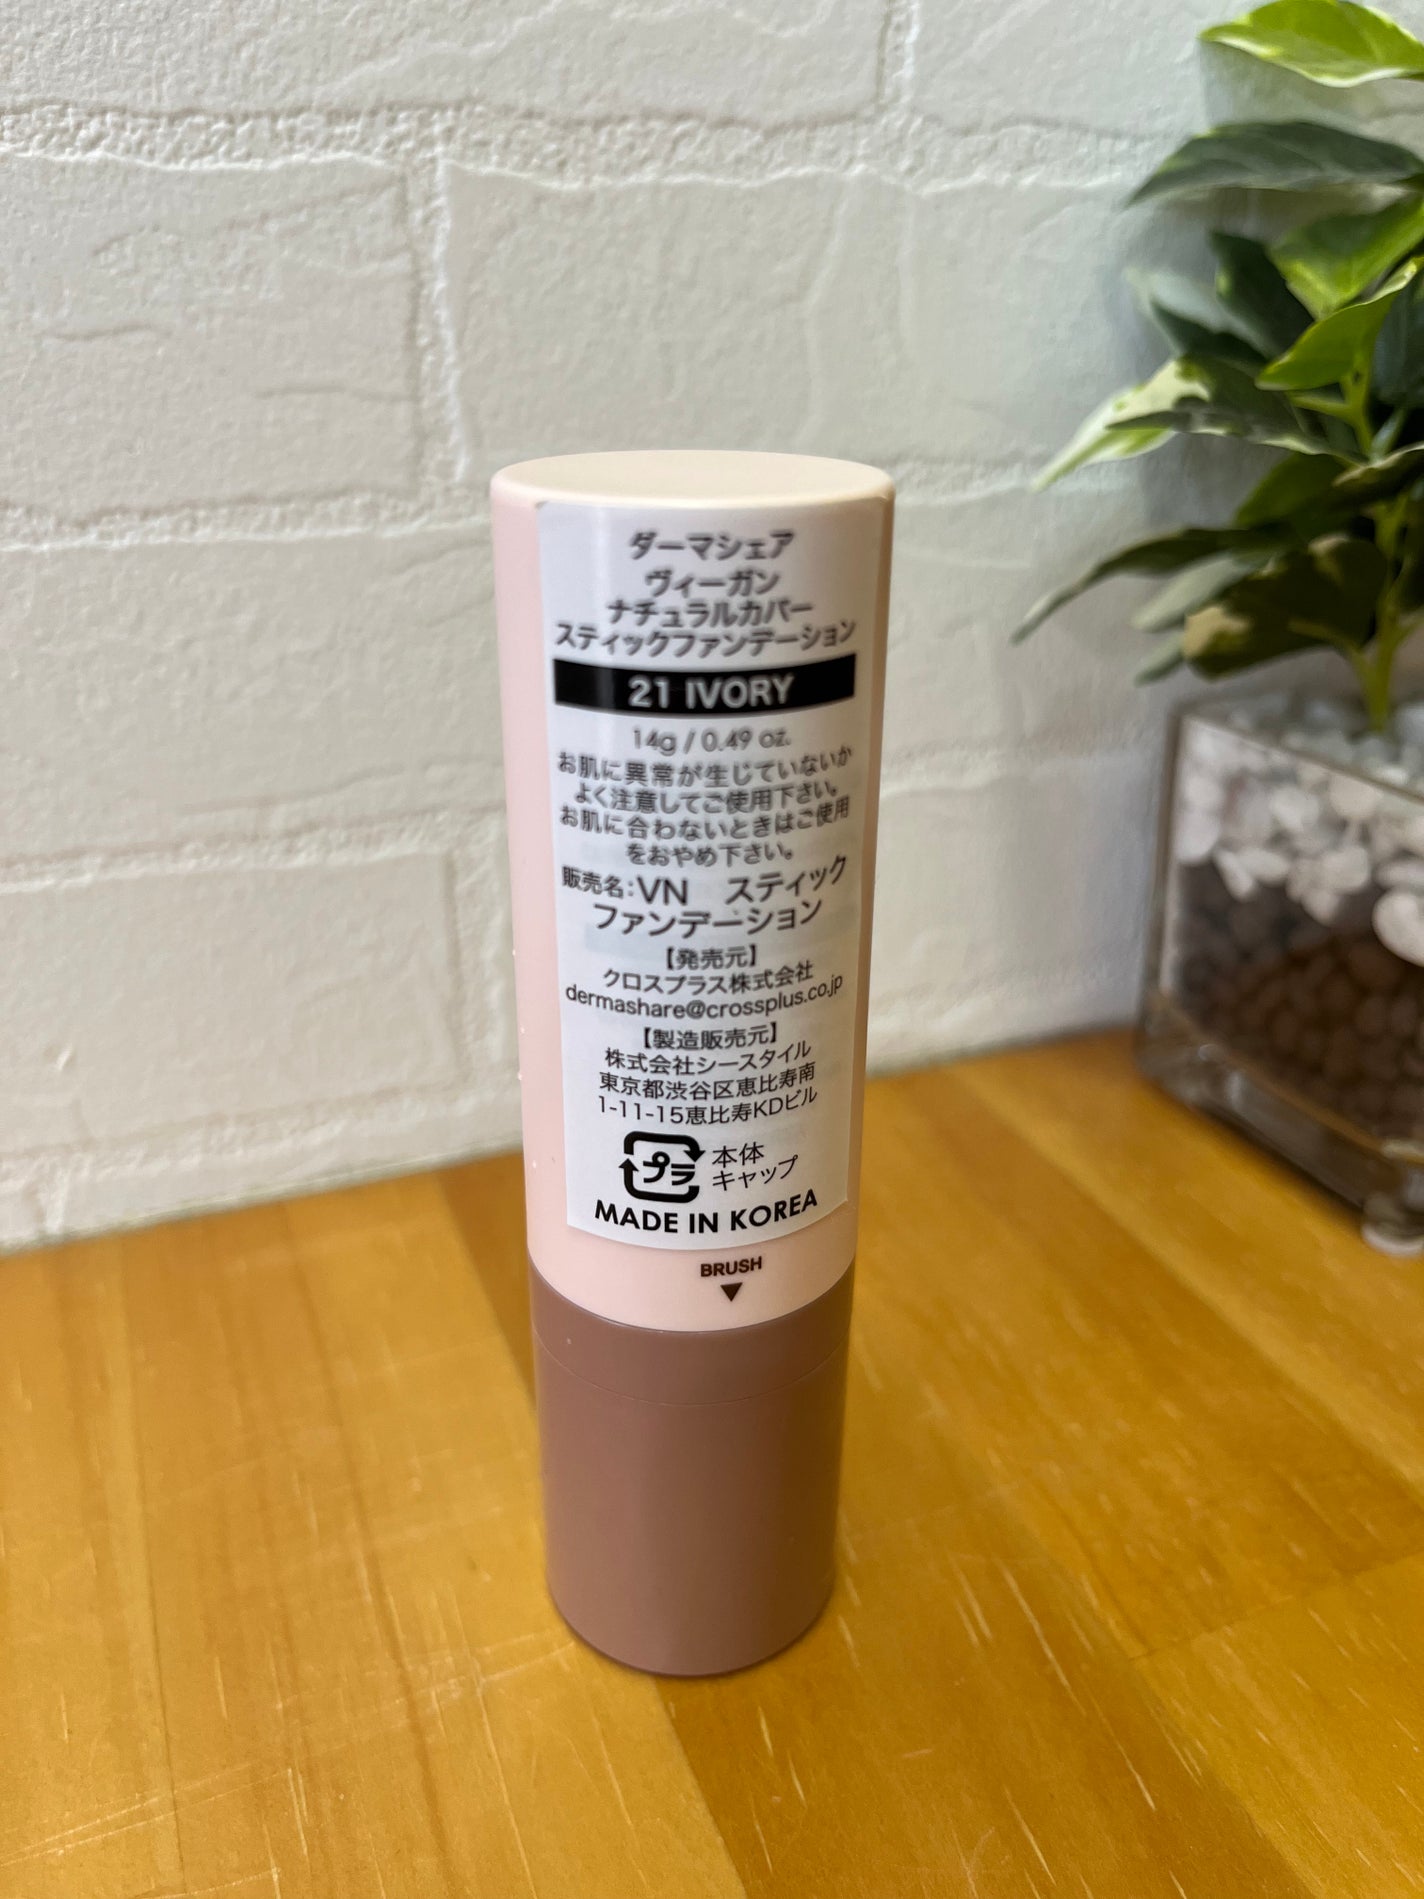 ダーマシェア
ヴィーガン
ナチュラルカバー
スティックファンデーション
21 IVORY
14g / 0.49 oz.
お肌に異常が生じていないか
よく注意してご使用下さい。
お肌に合わないときはご使用
をおやめ下さい。
販売名：VN　スティック
ファンデーション
【発売元】
クロスプラス株式会社
dermashare@crossplus.co.jp
【製造販売元】
株式会社シースタイル
東京都渋谷区恵比寿南
1-11-15恵比寿KDビル
プラ 本体
キャップ
MADE IN KOREA
BRUSH